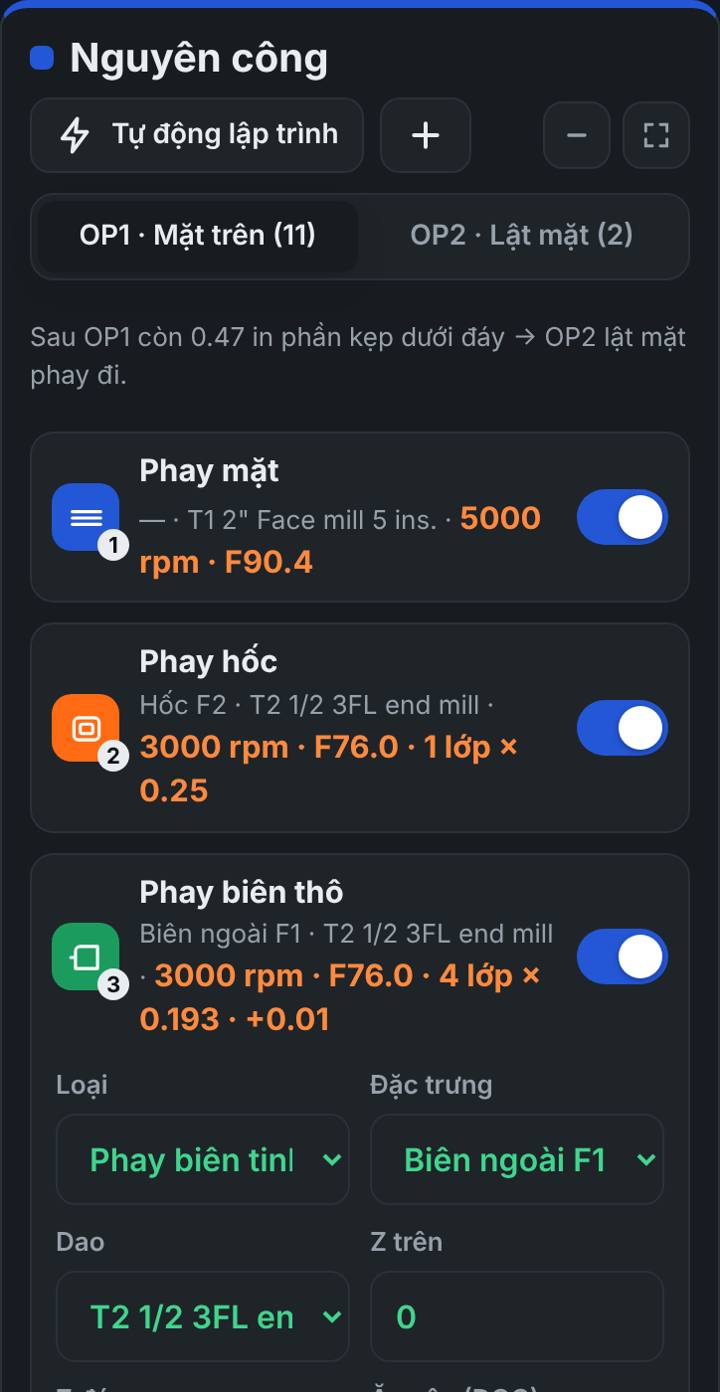 Nguyên công
Tự động lập trình
OP1 · Mặt trên (11)
OP2 · Lật mặt (2)
Sau OP1 còn 0.47 in phần kẹp dưới đáy → OP2 lật mặt
phay đi.
Phay mặt
— · T1 2" Face mill 5 ins. · 5000
rpm · F90.4
1
Phay hốc
Hốc F2 · T2 1/2 3FL end mill ·
3000 rpm · F76.0 · 1 lớp ×
0.25
2
Phay biên thô
Biên ngoài F1 · T2 1/2 3FL end mill
· 3000 rpm · F76.0 · 4 lớp ×
0.193 · +0.01
3
Loại
Đặc trưng
Phay biên tin
Biên ngoài F1
Dao
Z trên
T2 1/2 3FL en
0